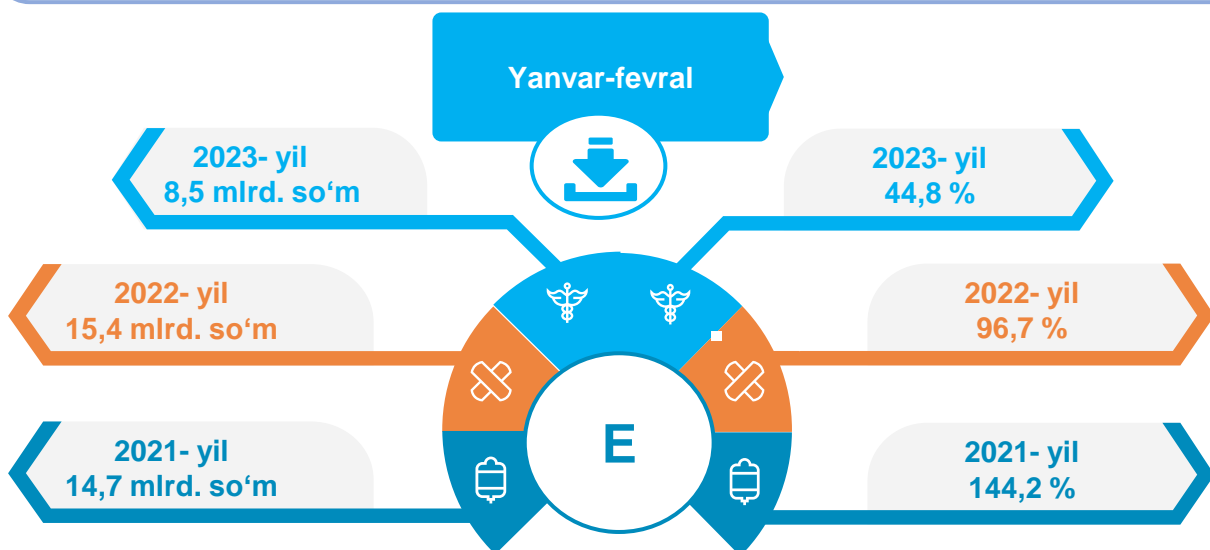 Yanvar-fevral
2023- yil
8,5 mlrd. so‘m
2023- yil
44,8 %
2022- yil
15,4 mlrd. so‘m
2022- yil
96,7 %
2021- yil
14,7 mlrd. so‘m
E
2021- yil
144,2 %